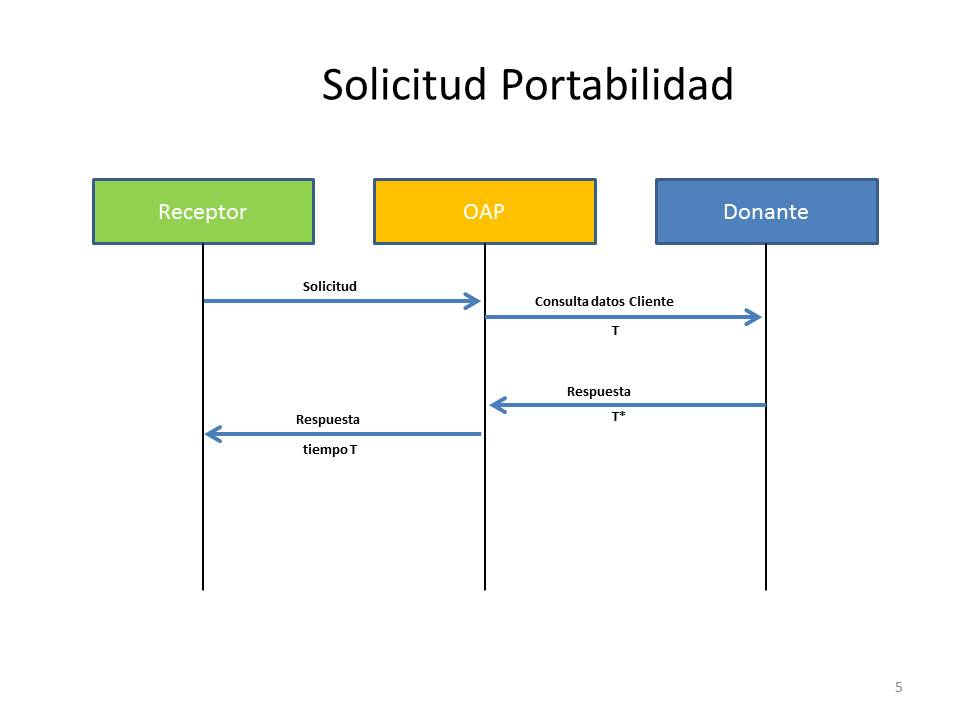 Solicitud Portabilidad
Receptor
OAP
Donante
Solicitud
Consulta datos Cliente
T
Respuesta
T*
Respuesta
tiempo T
5